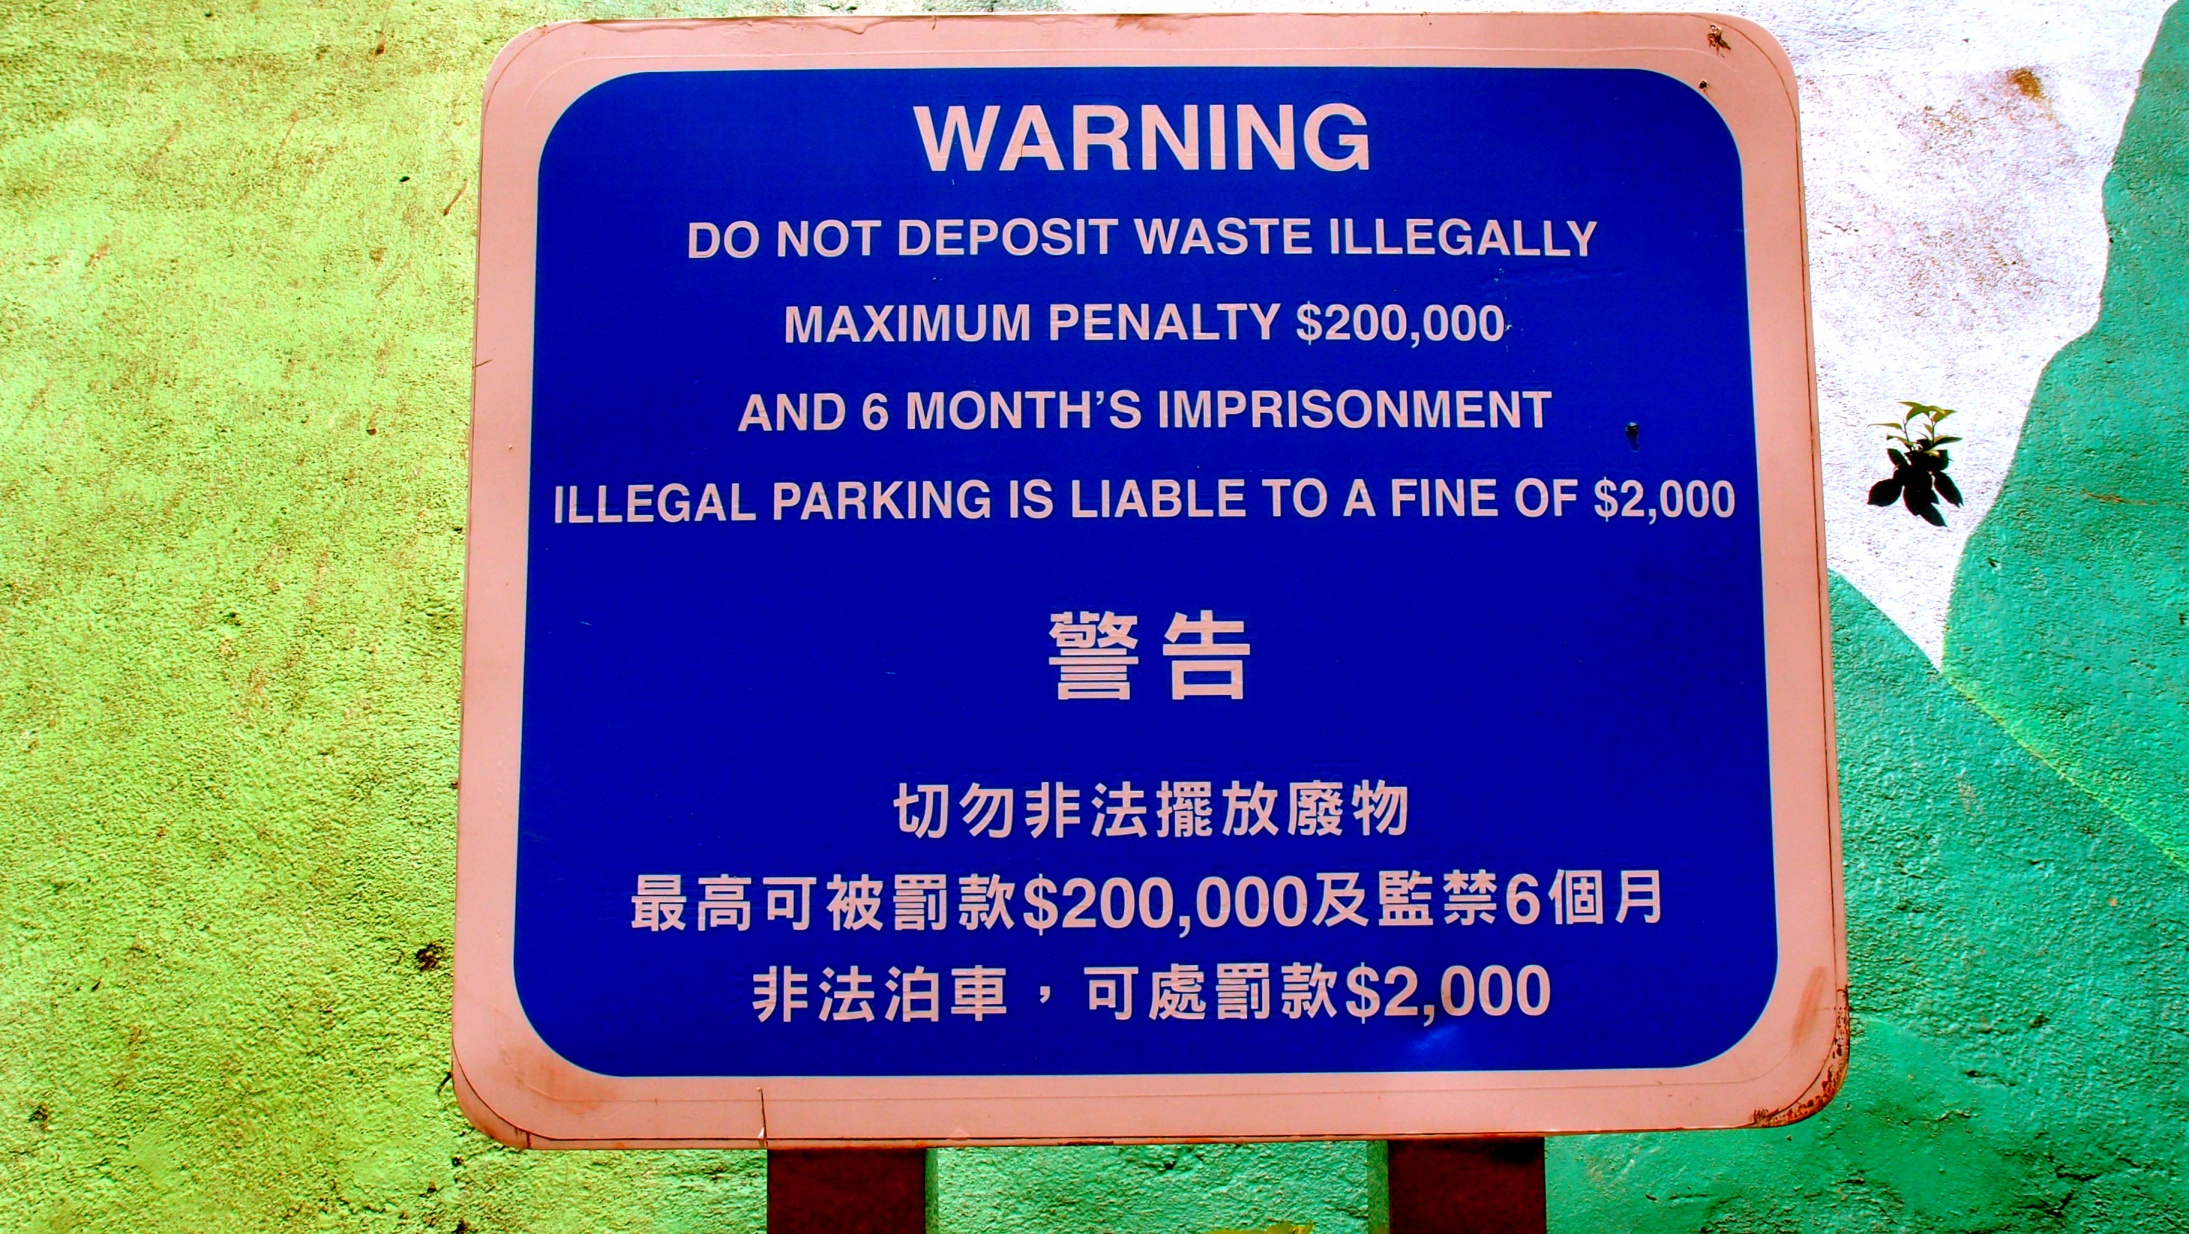 WARNING
DO NOT DEPOSIT WASTE ILLEGALLY
MAXIMUM PENALTY $200,000
AND 6 MONTH’S IMPRISONMENT
ILLEGAL PARKING IS LIABLE TO A FINE OF $2,000
警告
切勿非法擺放廢物
最高可被罰款$200,000及監禁6個月
非法泊車，可處罰款$2,000